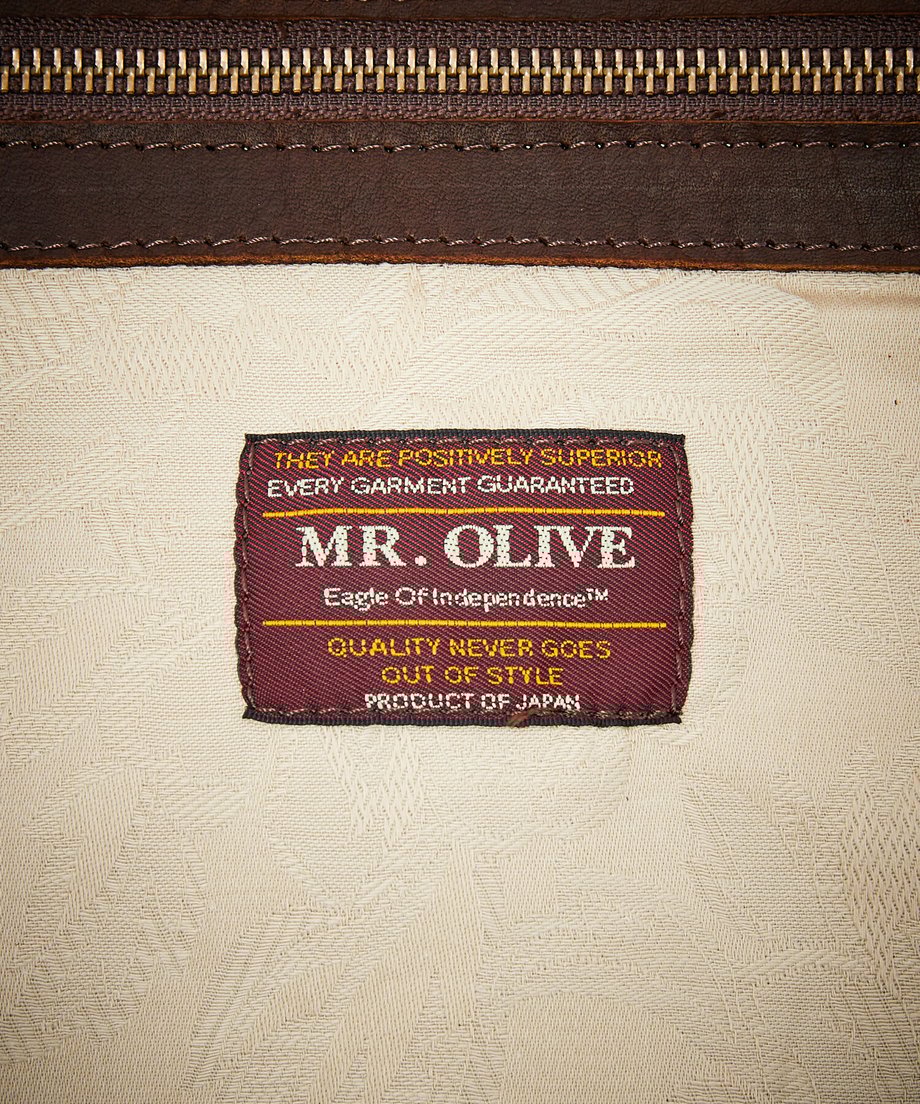 THEY ARE POSITIVELY SUPERIOR
EVERY GARMENT GUARANTEED
MR. OLIVE
Eagle Of Independence™
QUALITY NEVER GOES
OUT OF STYLE
PRODUCT OF JAPAN